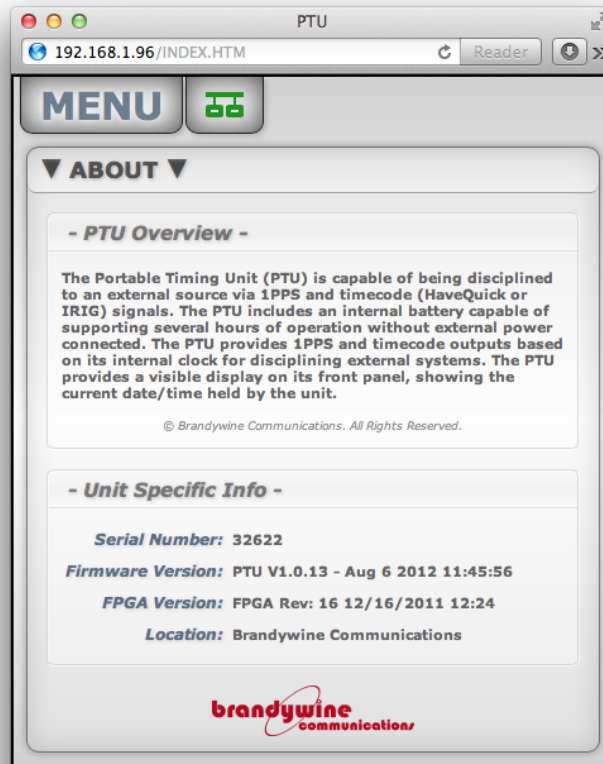 PTU
192.168.1.96/INDEX.HTM
Reader
MENU
▼ ABOUT ▼
- PTU Overview -
The Portable Timing Unit (PTU) is capable of being disciplined
to an external source via 1PPS and timecode (HaveQuick or
IRIG) signals. The PTU includes an internal battery capable of
supporting several hours of operation without external power
connected. The PTU provides 1PPS and timecode outputs based
on its internal clock for disciplining external systems. The PTU
provides a visible display on its front panel, showing the
current date/time held by the unit.
© Brandywine Communications. All Rights Reserved.
- Unit Specific Info -
Serial Number: 32622
Firmware Version: PTU V1.0.13 - Aug 6 2012 11:45:56
FPGA Version: FPGA Rev: 16 12/16/2011 12:24
Location: Brandywine Communications
brandywine
communications